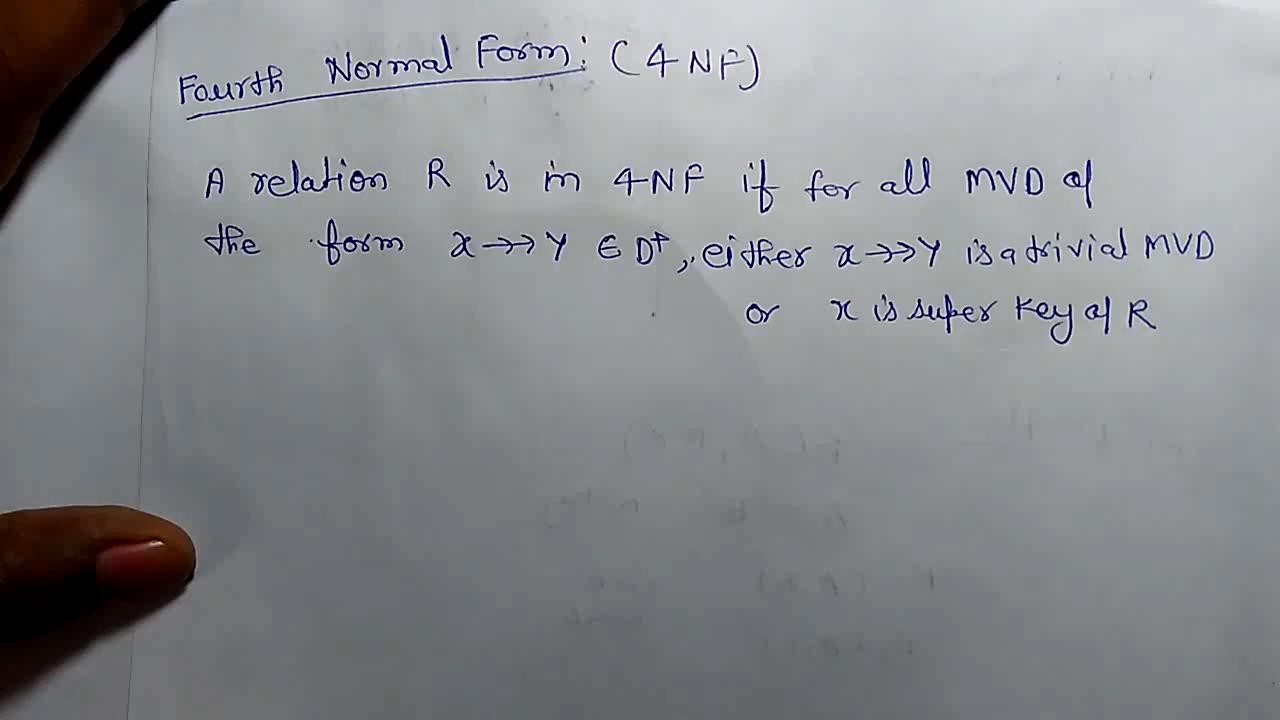 Fourth Normal Form: (4NF)
A relation R is in 4NF if for all MVD of
the form x →→ Y ∈ D⁺, either x →→ Y is a trivial MVD
or x is super key of R